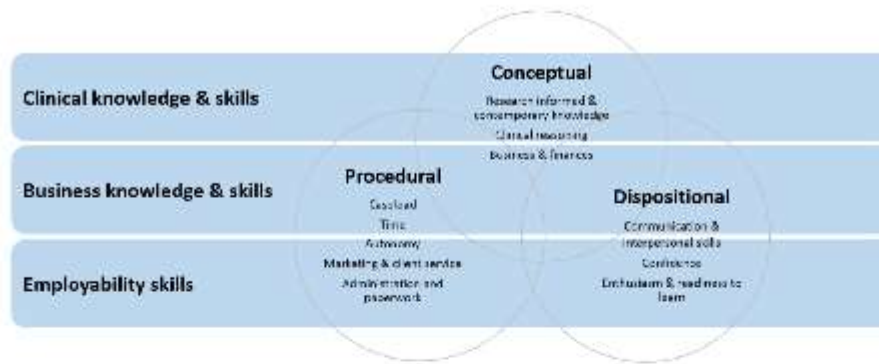 Clinical knowledge & skills
Conceptual
Research informed &
contemporary knowledge
Clinical reasoning
Business & finances
Business knowledge & skills
Procedural
Caseload
Time
Autonomy
Marketing & client service
Administration and
paperwork
Dispositional
Communication &
interpersonal skills
Confidence
Enthusiasm & readiness to
learn
Employability skills